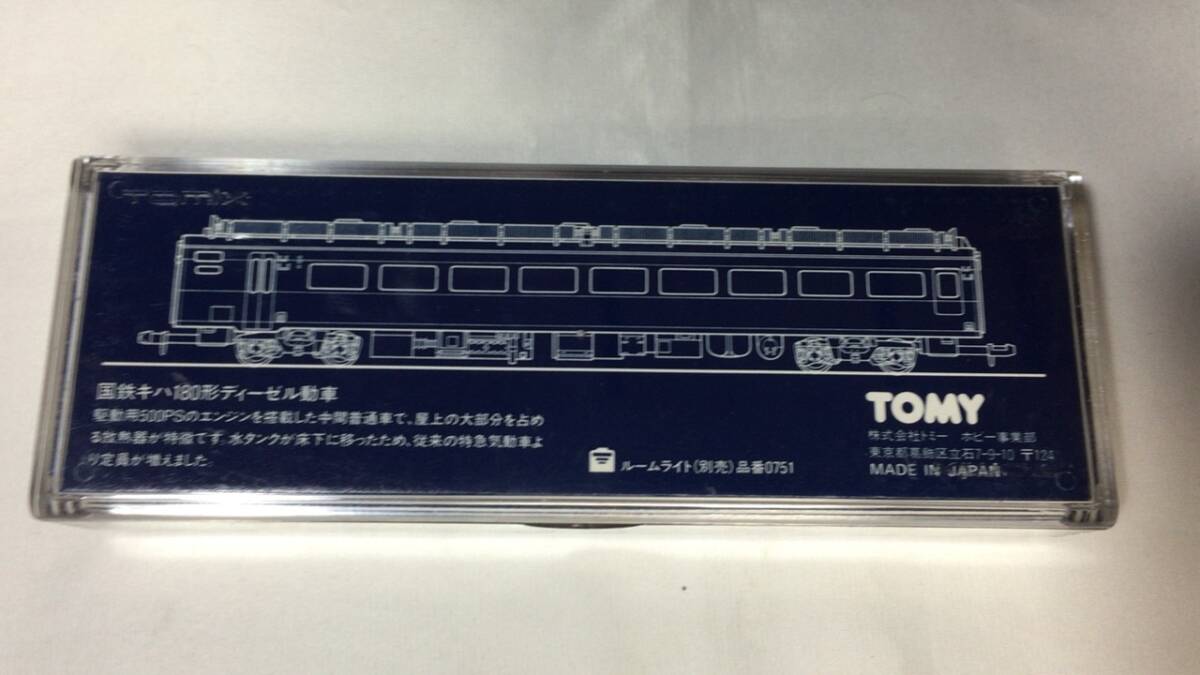 TOMIX
国鉄キハ180形ディーゼル動車
駆動用500PSのエンジンを搭載した中間普通車で、屋上の大部分を占め
る放熱器が特徴です。水タンクが床下に移ったため、従来の特急気動車よ
り定員が増えました。
ルームライト(別売)品番0751
TOMY
株式会社トミー ホビー事業部
東京都葛飾区立石7-9-10 〒124
MADE IN JAPAN